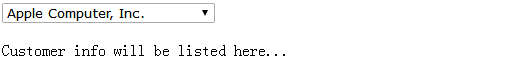 Apple Computer, Inc.
Customer info will be listed here...